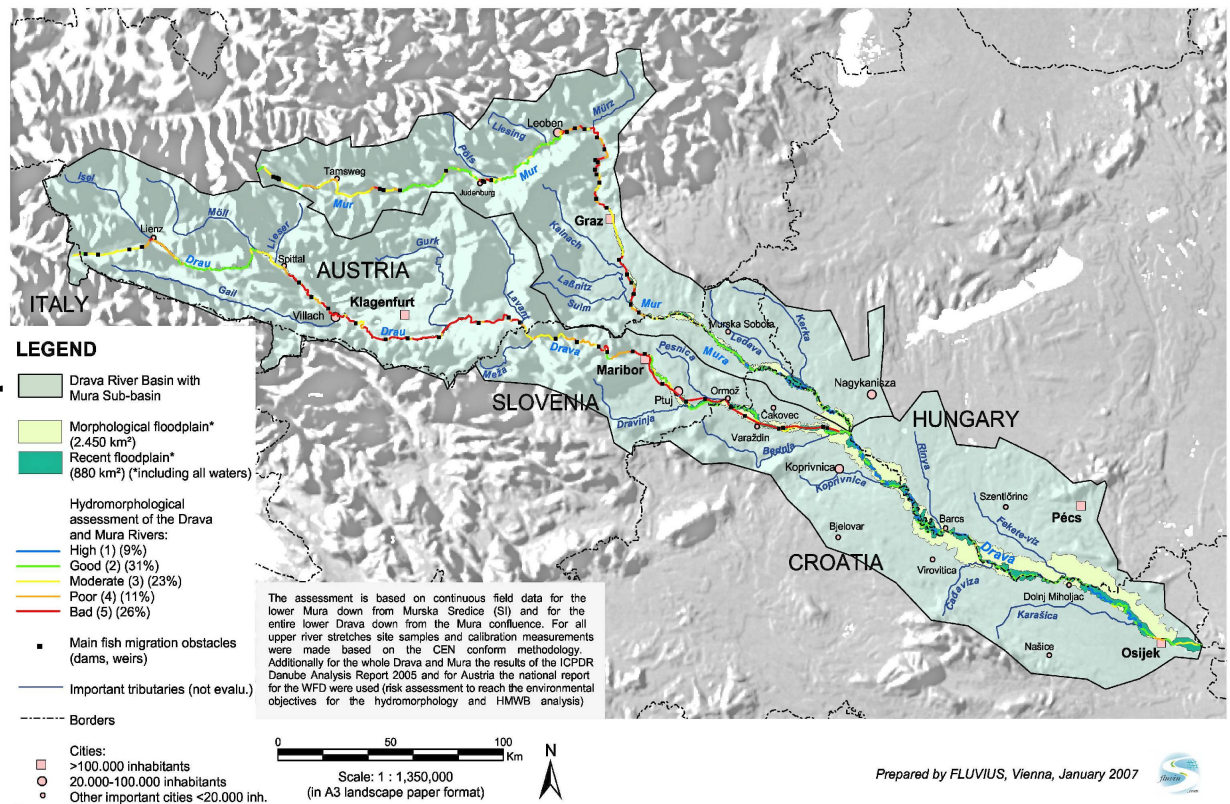 Mürz
Leoben
Liesing
Pöls
Mur
Judenburg
Tamsweg
Mur
Isel
Möll
Lieser
Lienz
Drau
Spittal
Gurk
Graz
Kainach
AUSTRIA
Laßnitz
Sulm
Gail
Klagenfurt
Lavant
ITALY
Villach
Drau
Mur
Murska Sobota
Ledava
Kerka
Mura
Drava
Meža
Pesnica
Maribor
SLOVENIA
Ptuj
Ormož
Nagykanizsa
Dravinja
Čakovec
Varaždin
HUNGARY
Bednja
Koprivnica
Koprivnica
Rinya
Szentlőrinc
Pécs
Fekete-víz
Bjelovar
Barcs
Drava
CROATIA
Virovitica
Čađavíza
Dolnj Miholjac
Karašica
Našice
Osijek
LEGEND
Drava River Basin with
Mura Sub-basin
Morphological floodplain*
(2.450 km²)
Recent floodplain*
(880 km²) (*including all waters)
Hydromorphological
assessment of the Drava
and Mura Rivers:
High (1) (9%)
Good (2) (31%)
Moderate (3) (23%)
Poor (4) (11%)
Bad (5) (26%)
Main fish migration obstacles
(dams, weirs)
Important tributaries (not evalu.)
Borders
Cities:
>100.000 inhabitants
20.000-100.000 inhabitants
Other important cities <20.000 inh.
The assessment is based on continuous field data for the
lower Mura down from Murska Sredice (SI) and for the
entire lower Drava down from the Mura confluence. For all
upper river stretches site samples and calibration measurements
were made based on the CEN conform methodology.
Additionally for the whole Drava and Mura the results of the ICPDR
Danube Analysis Report 2005 and for Austria the national report
for the WFD were used (risk assessment to reach the environmental
objectives for the hydromorphology and HMWB analysis)
0 50 100
Km
Scale: 1 : 1,350,000
(in A3 landscape paper format)
N
Prepared by FLUVIUS, Vienna, January 2007
fluvius